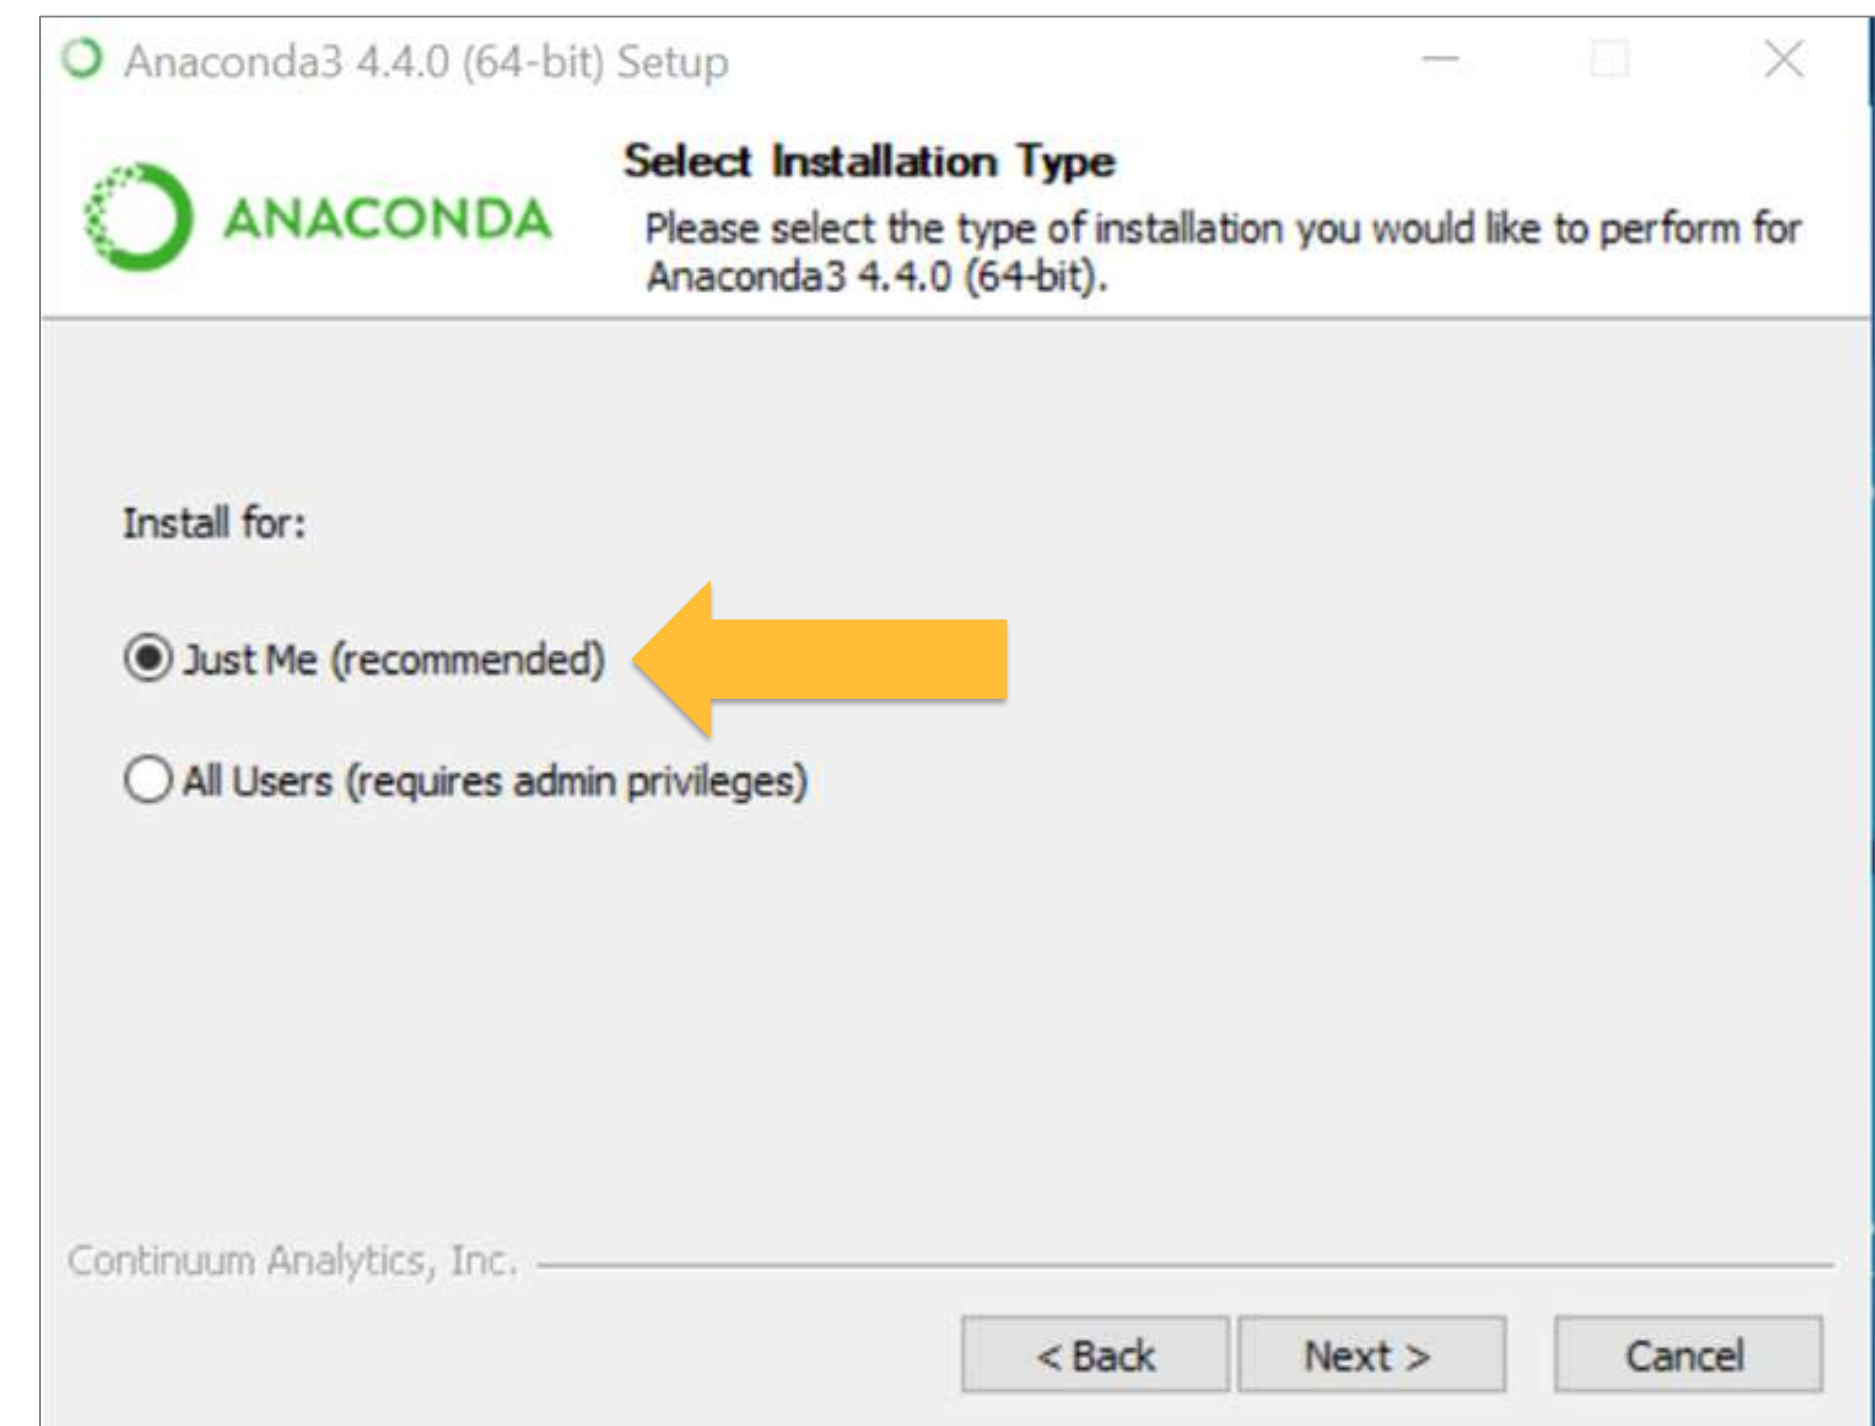 Anaconda3 4.4.0 (64-bit) Setup
ANACONDA
Select Installation Type
Please select the type of installation you would like to perform for
Anaconda3 4.4.0 (64-bit).
Install for:
Just Me (recommended)
All Users (requires admin privileges)
Continuum Analytics, Inc.
< Back
Next >
Cancel